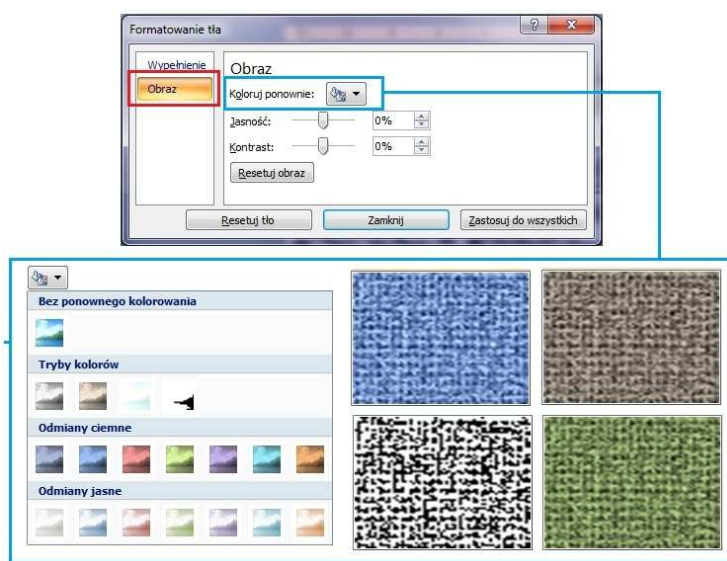 Formatowanie tła
Wypełnienie
Obraz
Obraz
Koloruj ponownie:
Jasność: 0%
Kontrast: 0%
Resetuj obraz
Resetuj tło Zamknij Zastosuj do wszystkich
Bez ponownego kolorowania
Tryby kolorów
Odmiany ciemne
Odmiany jasne